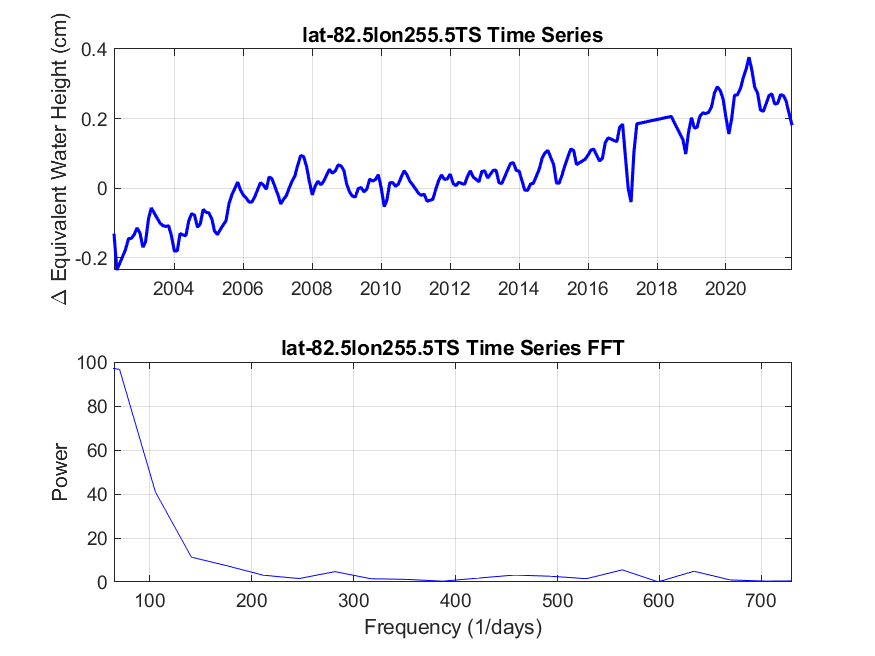 lat-82.5lon255.5TS Time Series
Δ Equivalent Water Height (cm)
0.4
0.2
0
-0.2
2004 2006 2008 2010 2012 2014 2016 2018 2020
lat-82.5lon255.5TS Time Series FFT
Power
100
80
60
40
20
0
100 200 300 400 500 600 700
Frequency (1/days)